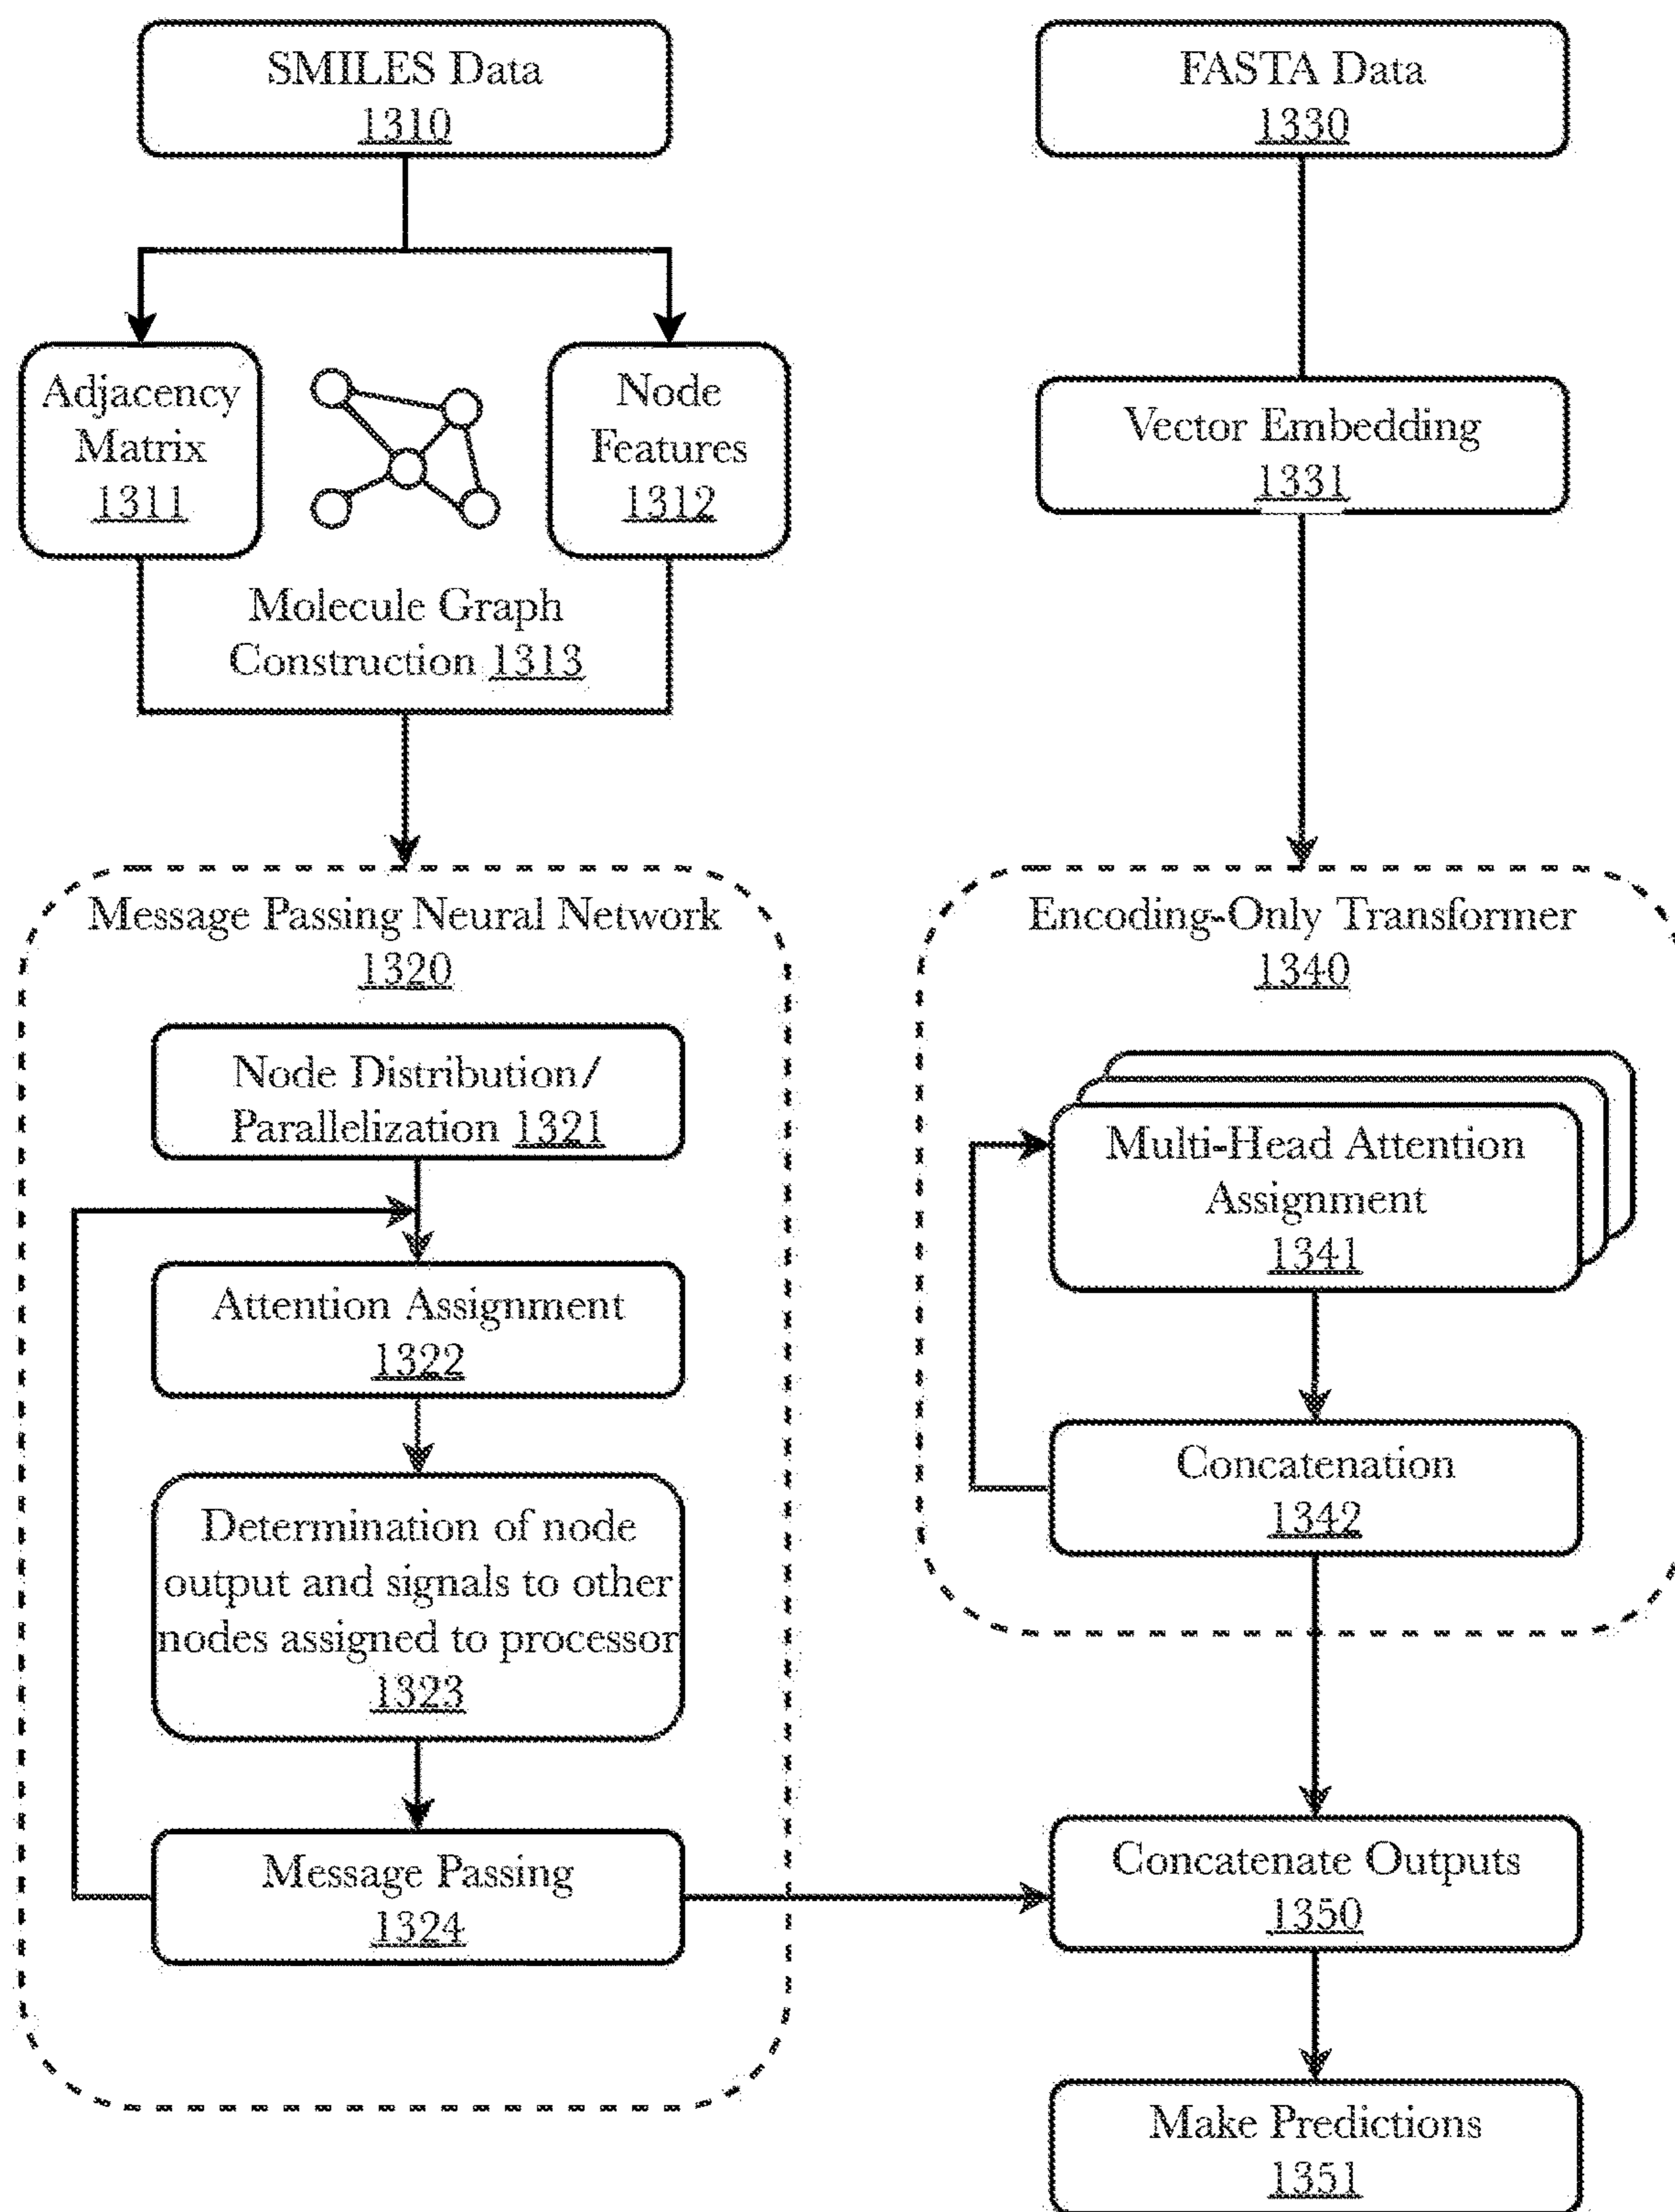 SMILES Data
1310
FASTA Data
1330
Adjacency
Matrix
1311
Node
Features
1312
Molecule Graph
Construction 1313
Vector Embedding
1331
Message Passing Neural Network
1320
Node Distribution/
Parallelization 1321
Attention Assignment
1322
Determination of node
output and signals to other
nodes assigned to processor
1323
Message Passing
1324
Encoding-Only Transformer
1340
Multi-Head Attention
Assignment
1341
Concatenation
1342
Concatenate Outputs
1350
Make Predictions
1351